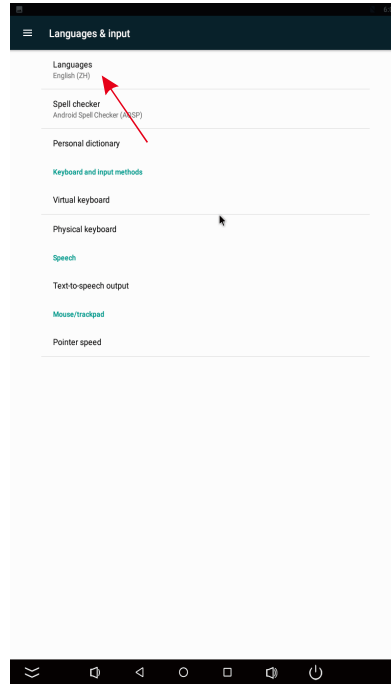 Languages & input
Languages
English (ZH)
Spell checker
Android Spell Checker (AOSP)
Personal dictionary
Keyboard and input methods
Virtual keyboard
Physical keyboard
Speech
Text-to-speech output
Mouse/trackpad
Pointer speed